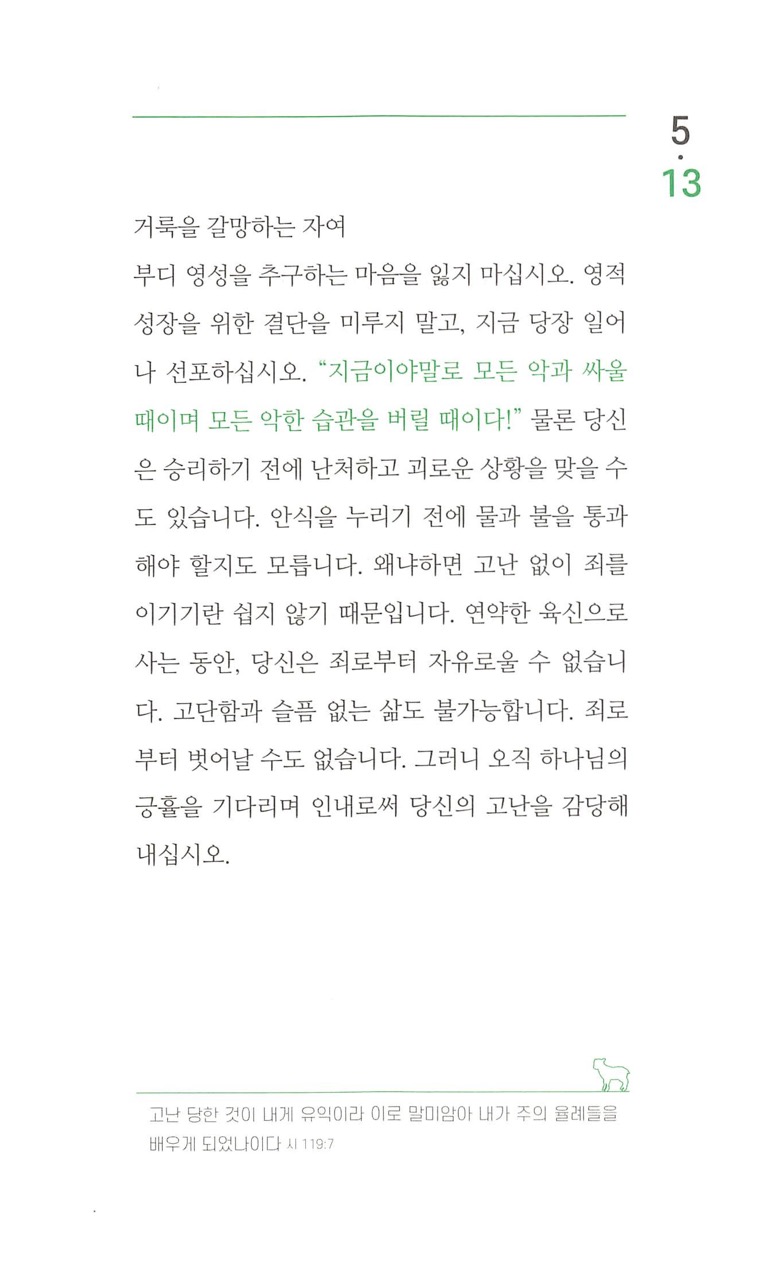 5
·
13
거룩을 갈망하는 자여
부디 영성을 추구하는 마음을 잃지 마십시오. 영적
성장을 위한 결단을 미루지 말고, 지금 당장 일어
나 선포하십시오. “지금이야말로 모든 악과 싸울
때이며 모든 악한 습관을 버릴 때이다!” 물론 당신
은 승리하기 전에 난처하고 괴로운 상황을 맞을 수
도 있습니다. 안식을 누리기 전에 물과 불을 통과
해야 할지도 모릅니다. 왜냐하면 고난 없이 죄를
이기기란 쉽지 않기 때문입니다. 연약한 육신으로
사는 동안, 당신은 죄로부터 자유로울 수 없습니
다. 고단함과 슬픔 없는 삶도 불가능합니다. 죄로
부터 벗어날 수도 없습니다. 그러니 오직 하나님의
긍휼을 기다리며 인내로써 당신의 고난을 감당해
내십시오.
고난 당한 것이 내게 유익이라 이로 말미암아 내가 주의 율례들을
배우게 되었나이다 시 119:7